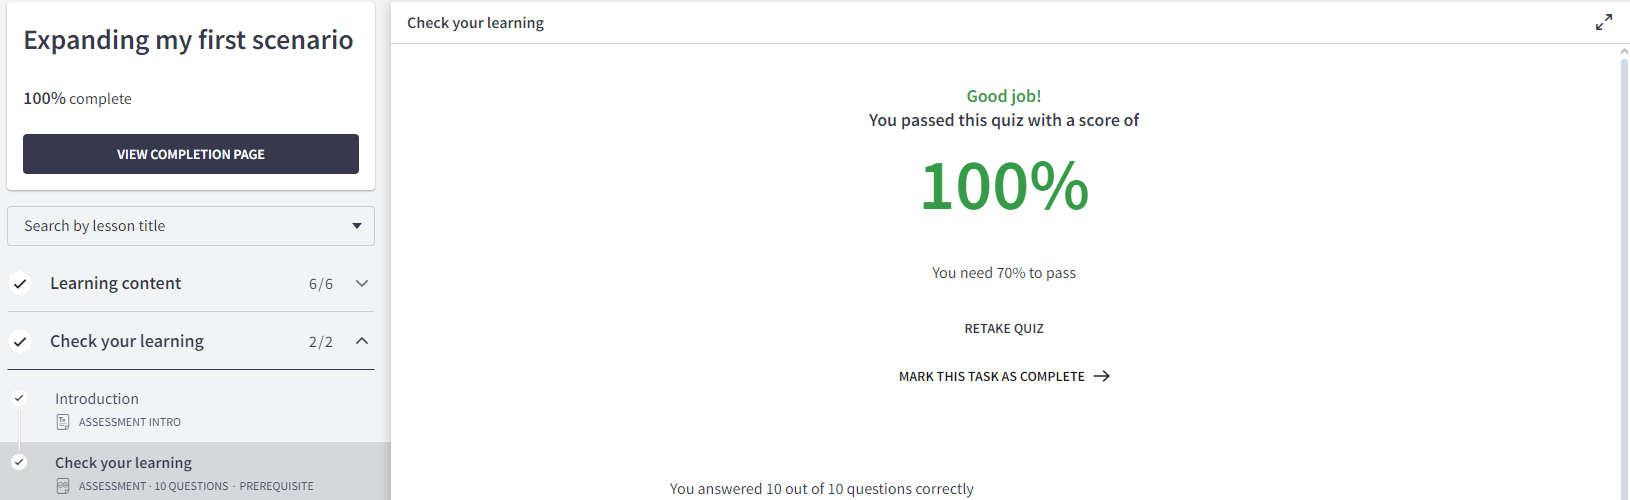 Expanding my first scenario
100% complete
VIEW COMPLETION PAGE
Search by lesson title
Learning content 6/6
Check your learning 2/2
Introduction
ASSESSMENT INTRO
Check your learning
ASSESSMENT · 10 QUESTIONS · PREREQUISITE
Check your learning
Good job!
You passed this quiz with a score of
100%
You need 70% to pass
RETAKE QUIZ
MARK THIS TASK AS COMPLETE
You answered 10 out of 10 questions correctly